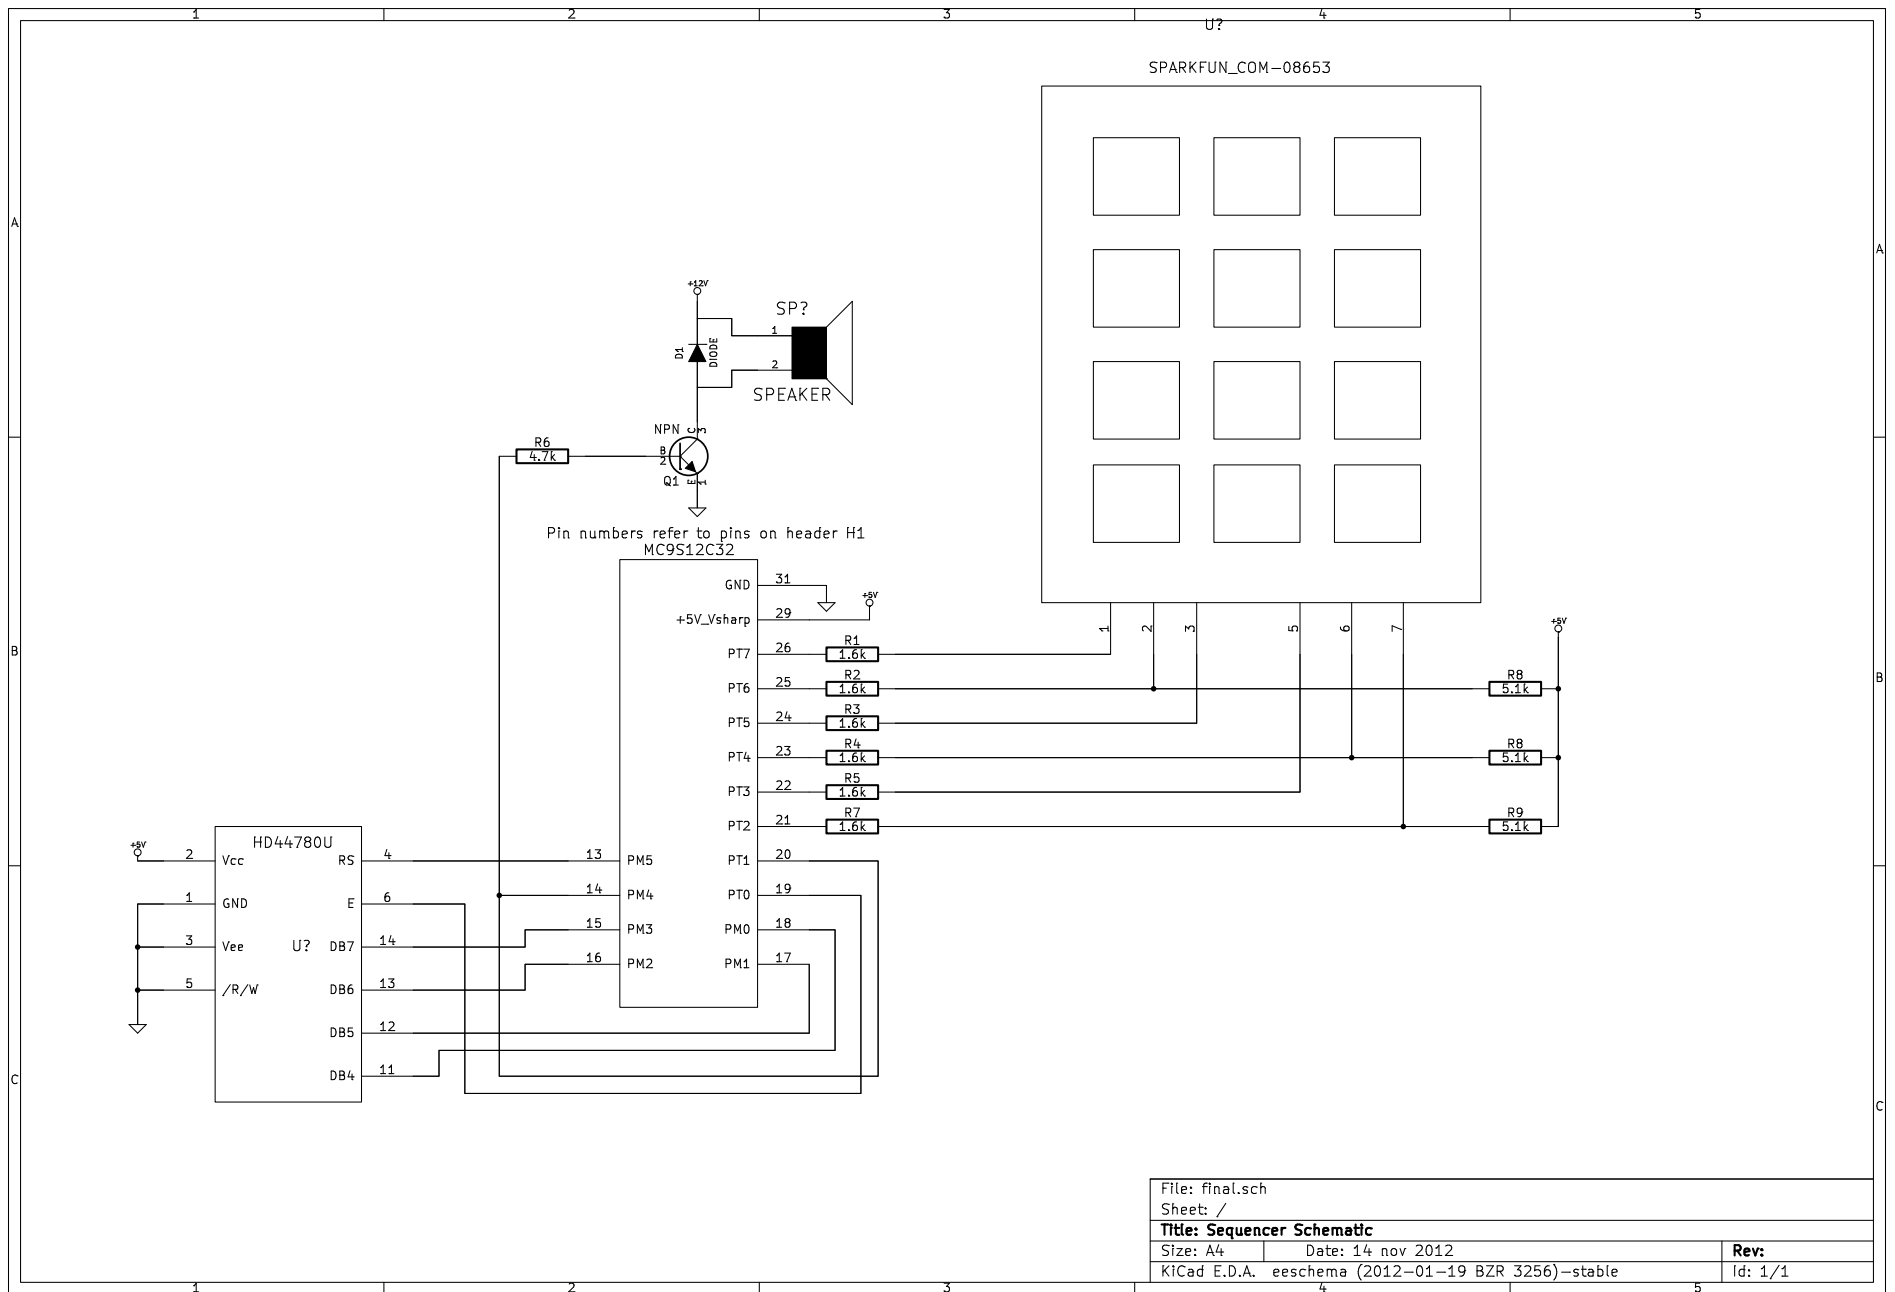 1 2 3 4 5
U?
SPARKFUN_COM-08653
A
A
+12V
SP?
1
D1
DIODE
2
SPEAKER
NPN
C
3
R6
4.7k
B
2
Q1
E
1
Pin numbers refer to pins on header H1
MC9S12C32
GND 31
+5V
+5V_Vsharp 29
1 2 3 5 6 7
+5V
B
B
R1
PT7 26 1.6k
R2 R8
PT6 25 1.6k 5.1k
R3
PT5 24 1.6k
R4 R8
PT4 23 1.6k 5.1k
R5
PT3 22 1.6k
R7 R9
PT2 21 1.6k 5.1k
HD44780U
+5V
2 Vcc RS 4 13 PM5 PT1 20
1 GND E 6 14 PM4 PT0 19
15 PM3 PM0 18
3 Vee U? DB7 14
16 PM2 PM1 17
5 /R/W DB6 13
DB5 12
DB4 11
C
C
File: final.sch
Sheet: /
Title: Sequencer Schematic
Size: A4 Date: 14 nov 2012 Rev:
KiCad E.D.A. eeschema (2012-01-19 BZR 3256)-stable Id: 1/1
1 2 3 4 5